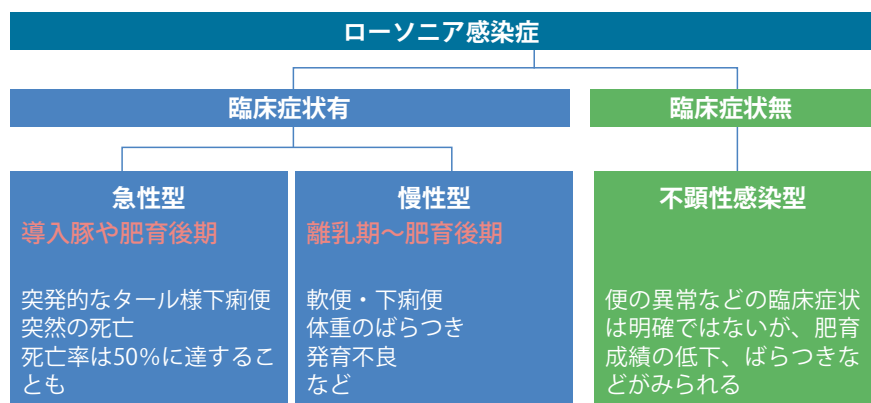 ローソニア感染症
臨床症状有
臨床症状無
急性型
導入豚や肥育後期
突発的なタール様下痢便
突然の死亡
死亡率は50%に達するこ
とも
慢性型
離乳期～肥育後期
軟便・下痢便
体重のばらつき
発育不良
など
不顕性感染型
便の異常などの臨床症状
は明確ではないが、肥育
成績の低下、ばらつきな
どがみられる